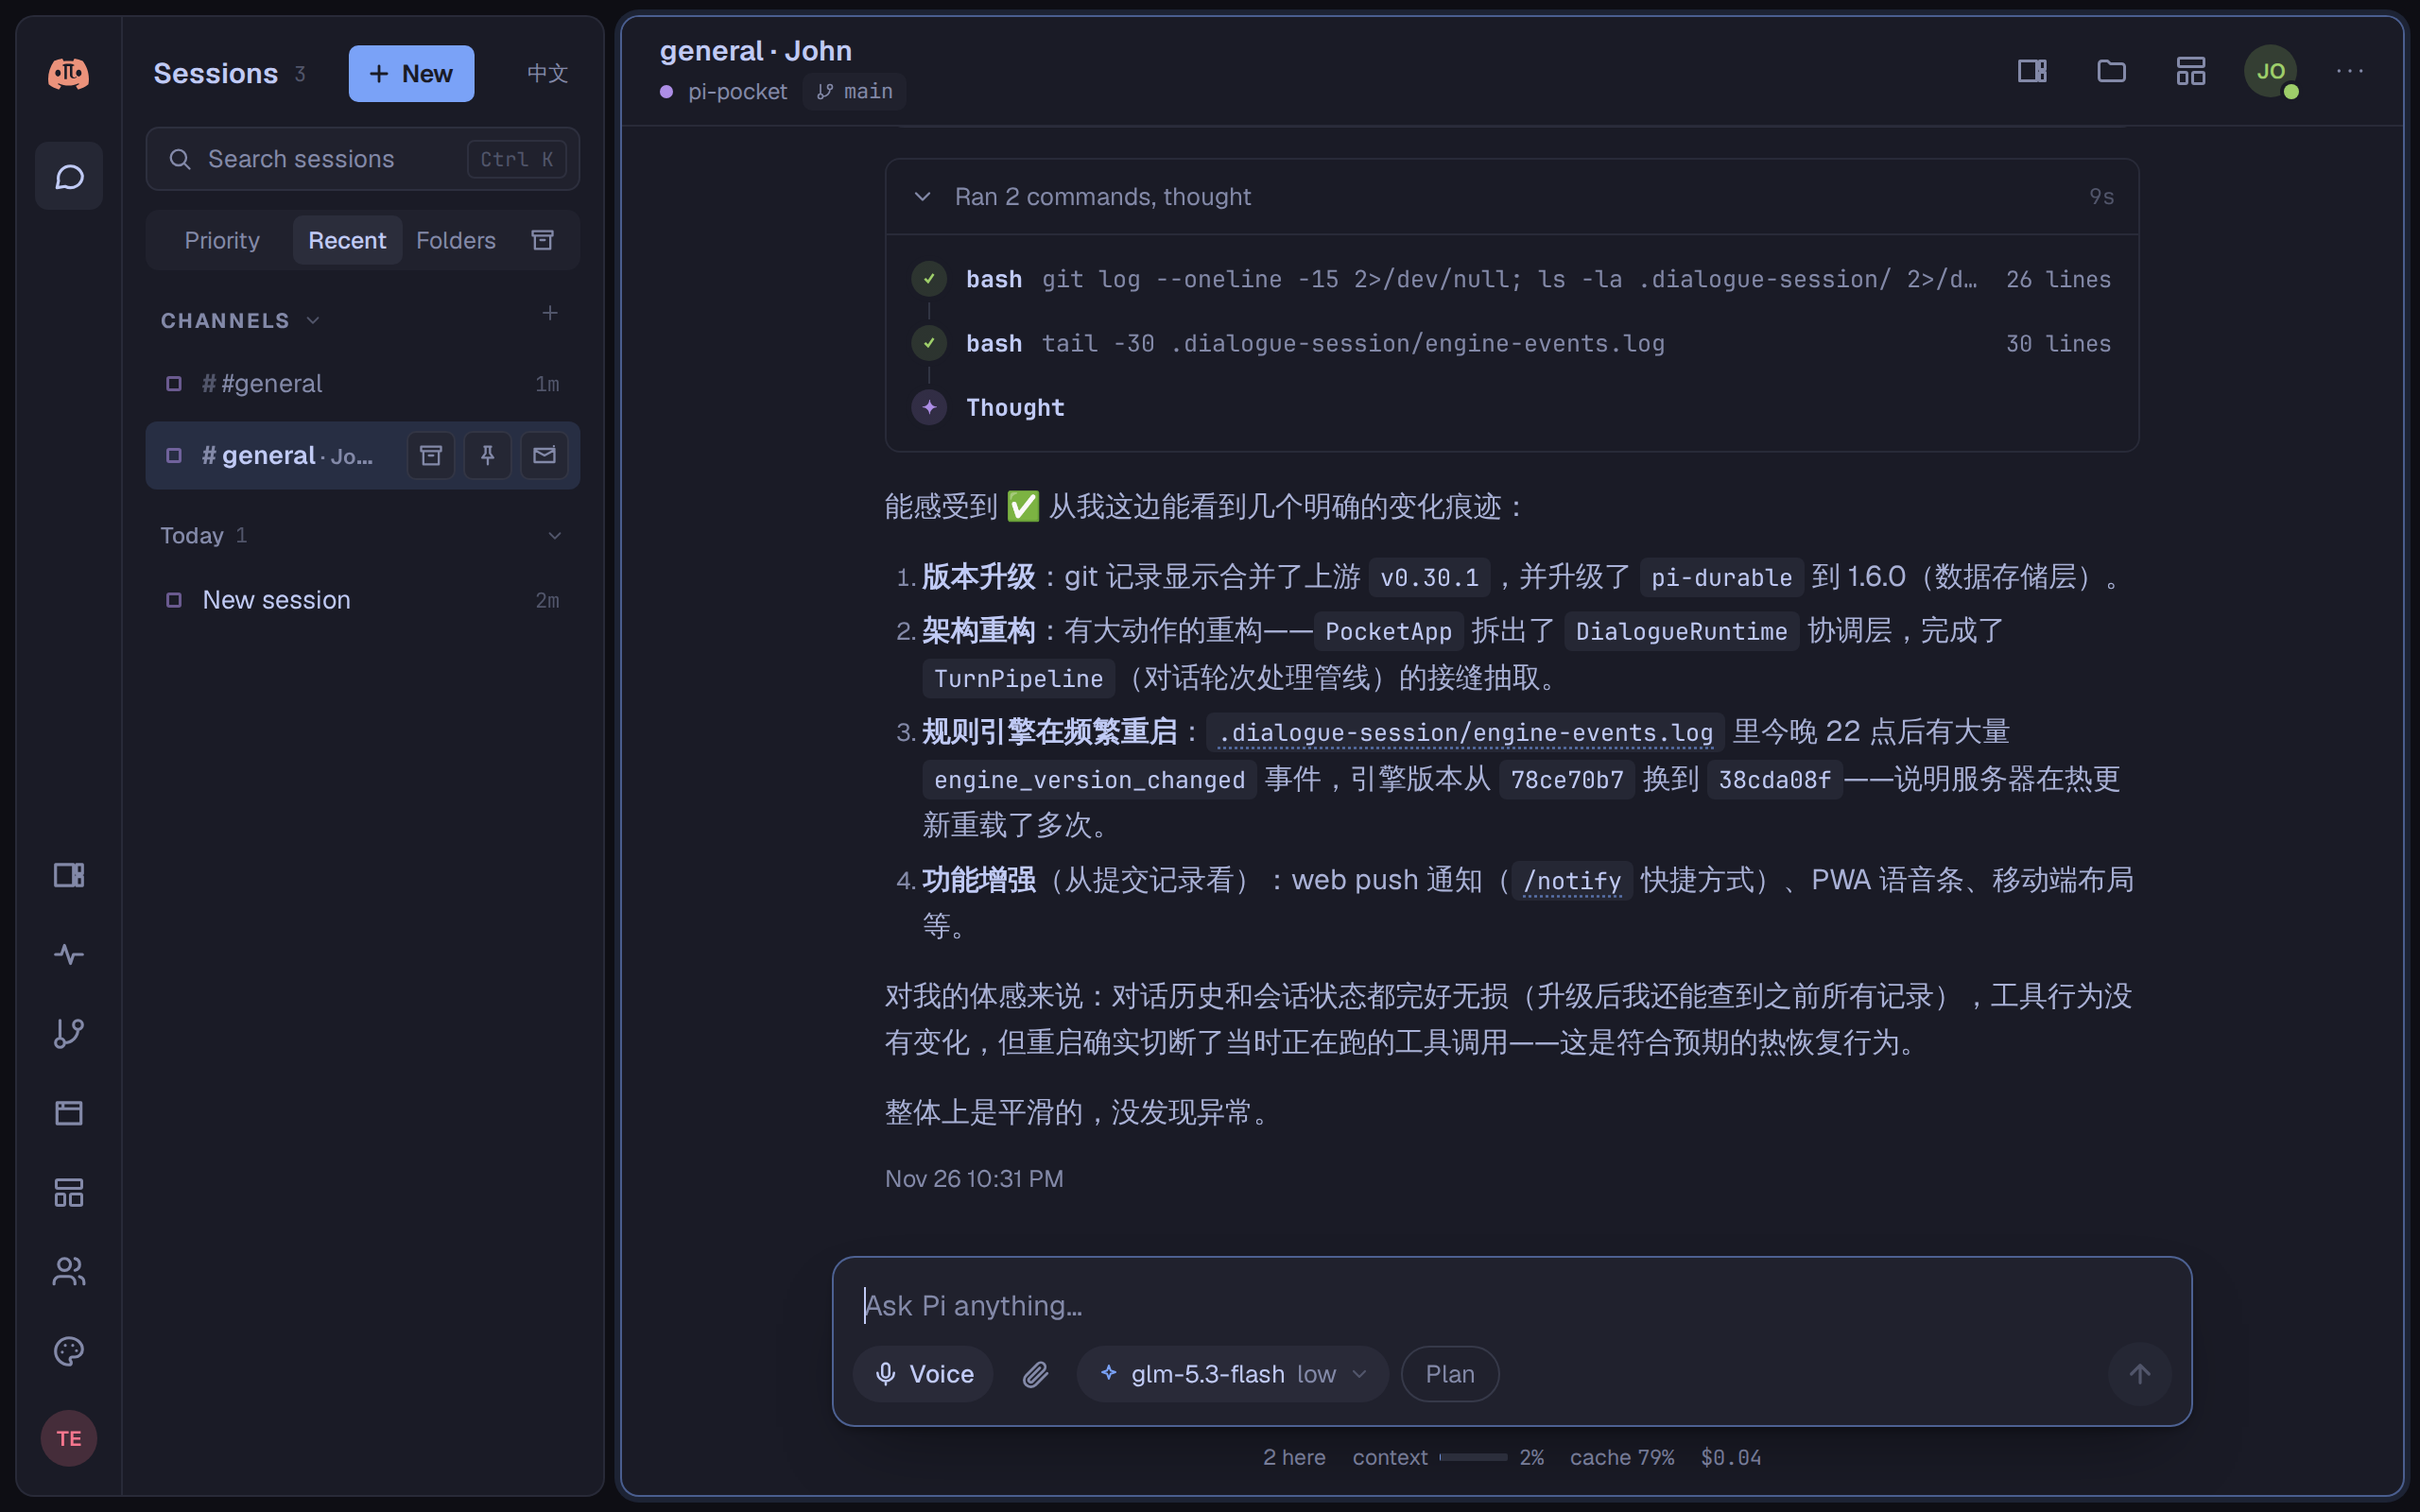 Sessions 3
+ New
中文
Search sessions
Ctrl K
Priority
Recent
Folders
CHANNELS
# #general 1m
# general · Jo...
Today 1
New session 2m
TE
general · John
pi-pocket
main
JO
Ran 2 commands, thought 9s
bash git log --oneline -15 2>/dev/null; ls -la .dialogue-session/ 2>/d… 26 lines
bash tail -30 .dialogue-session/engine-events.log 30 lines
Thought
能感受到 ✅ 从我这边能看到几个明确的变化痕迹：
1. 版本升级：git 记录显示合并了上游 v0.30.1，并升级了 pi-durable 到 1.6.0（数据存储层）。
2. 架构重构：有大动作的重构——PocketApp 拆出了 DialogueRuntime 协调层，完成了
TurnPipeline（对话轮次处理管线）的接缝抽取。
3. 规则引擎在频繁重启：.dialogue-session/engine-events.log 里今晚 22 点后有大量
engine_version_changed 事件，引擎版本从 78ce70b7 换到 38cda08f——说明服务器在热更
新重载了多次。
4. 功能增强（从提交记录看）：web push 通知（/notify 快捷方式）、PWA 语音条、移动端布局
等。
对我的体感来说：对话历史和会话状态都完好无损（升级后我还能查到之前所有记录），工具行为没
有变化，但重启确实切断了当时正在跑的工具调用——这是符合预期的热恢复行为。
整体上是平滑的，没发现异常。
Nov 26 10:31 PM
Ask Pi anything...
Voice
glm-5.3-flash low
Plan
2 here context 2% cache 79% $0.04